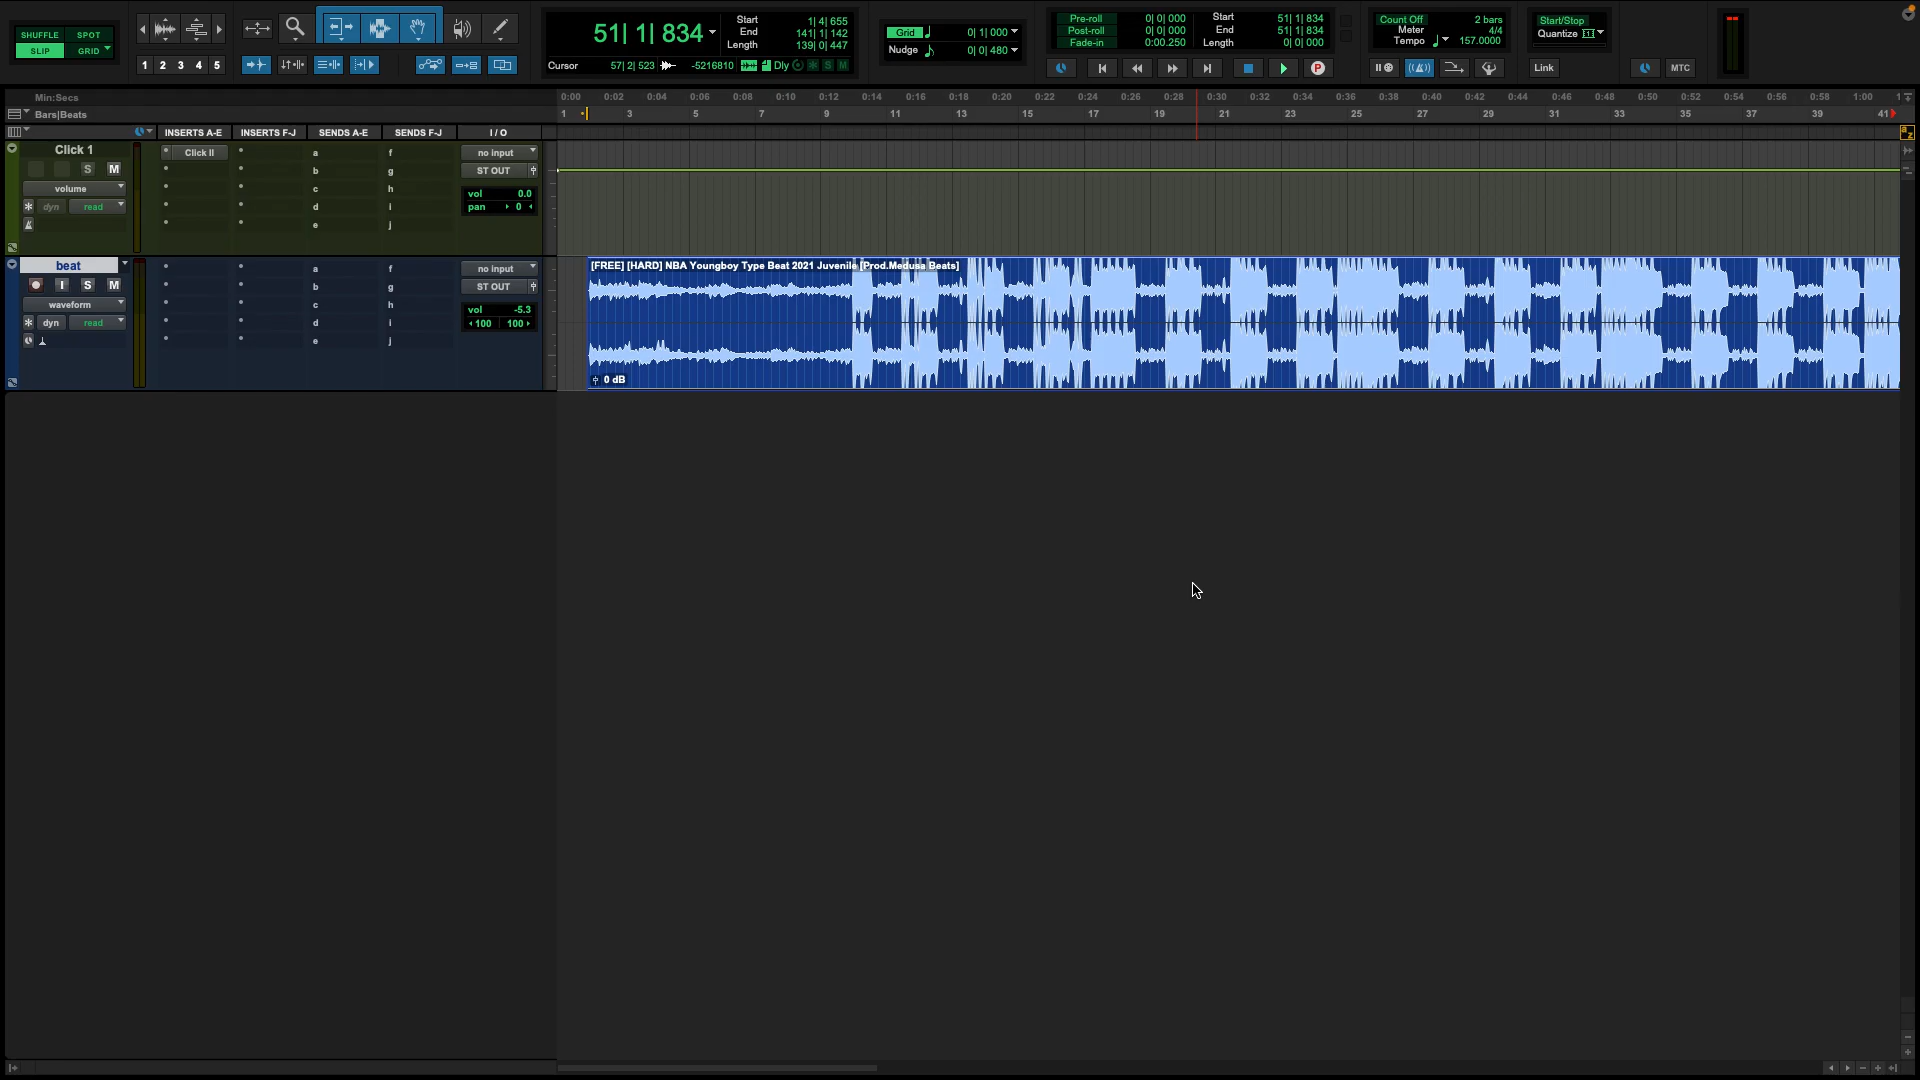 SHUFFLE SPOT
SLIP GRID
1 2 3 4 5
51| 1| 834
Start 1| 4| 655
End 141| 1| 142
Length 139| 0| 447
Cursor 57| 2| 523 -5216810 Dly S M
Grid 0| 1| 000
Nudge 0| 0| 480
Pre-roll 0| 0| 000
Post-roll 0| 0| 000
Fade-in 0:00.250
Start 51| 1| 834
End 51| 1| 834
Length 0| 0| 000
Count Off 2 bars
Meter 4/4
Tempo 157.0000
Start/Stop
Quantize
P
Link
MTC
Min:Secs 0:00 0:02 0:04 0:06 0:08 0:10 0:12 0:14 0:16 0:18 0:20 0:22 0:24 0:26 0:28 0:30 0:32 0:34 0:36 0:38 0:40 0:42 0:44 0:46 0:48 0:50 0:52 0:54 0:56 0:58 1:00
Bars|Beats 1 3 5 7 9 11 13 15 17 19 21 23 25 27 29 31 33 35 37 39 41
INSERTS A-E INSERTS F-J SENDS A-E SENDS F-J I / O
a z
Click 1 Click II a f no input
S M b g ST OUT
volume c h vol 0.0
dyn read d i pan 0
e j
beat a f no input
I S M b g ST OUT
waveform c h vol -5.3
dyn read d i 100 100
e j
[FREE] [HARD] NBA Youngboy Type Beat 2021 Juvenile [Prod.Medusa Beats]
0 dB